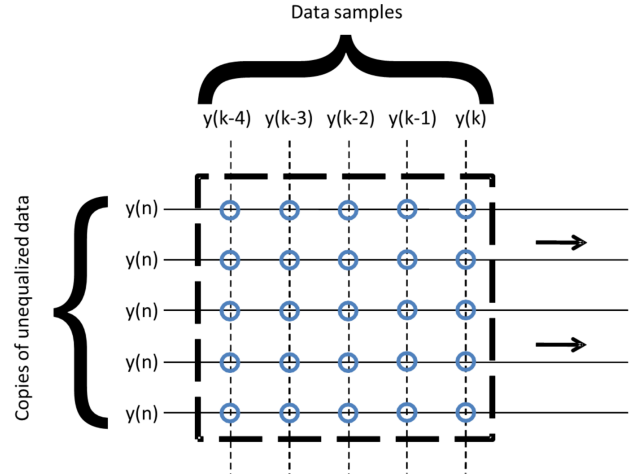 Data samples
y(k-4) y(k-3) y(k-2) y(k-1) y(k)
Copies of unequalized data
y(n)
y(n)
y(n)
y(n)
y(n)